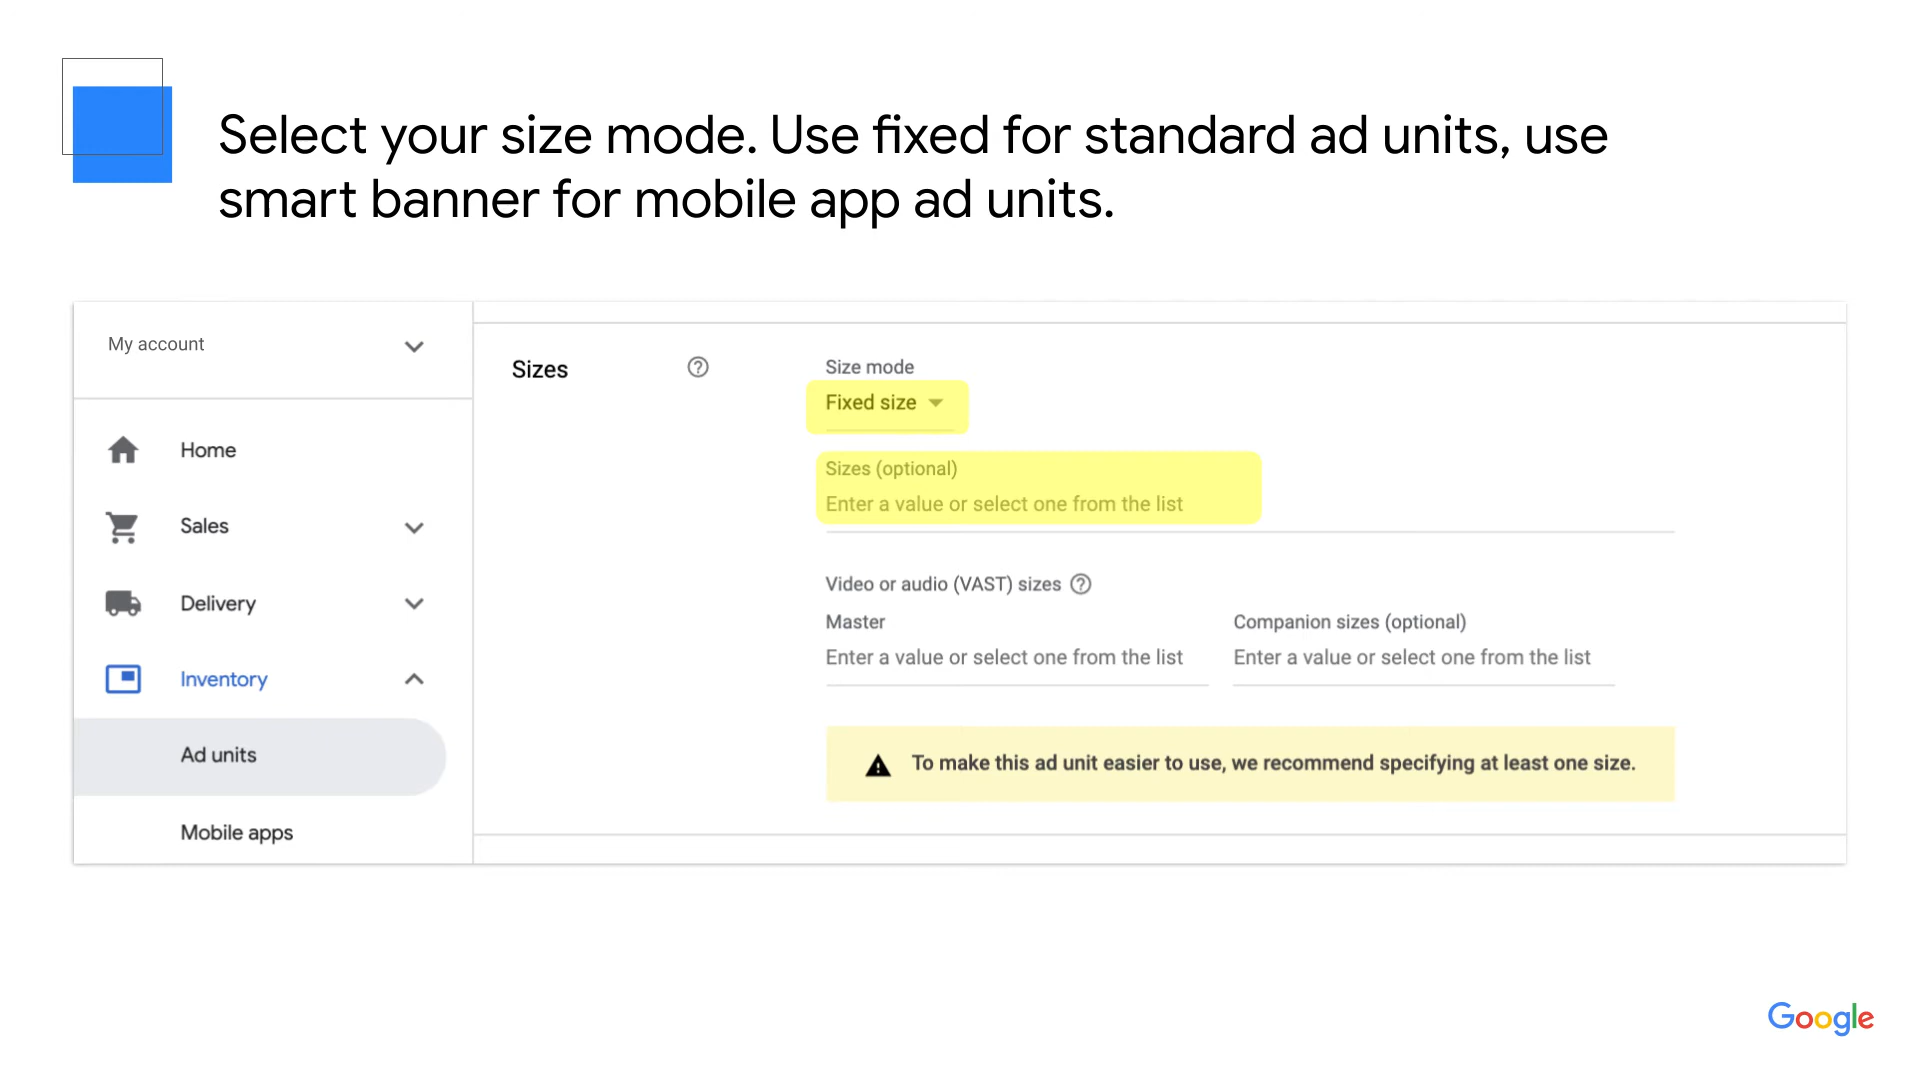 Select your size mode. Use fixed for standard ad units, use
smart banner for mobile app ad units.
My account
Home
Sales
Delivery
Inventory
Ad units
Mobile apps
Sizes
Size mode
Fixed size
Sizes (optional)
Enter a value or select one from the list
Video or audio (VAST) sizes
Master
Companion sizes (optional)
Enter a value or select one from the list
Enter a value or select one from the list
To make this ad unit easier to use, we recommend specifying at least one size.
Google